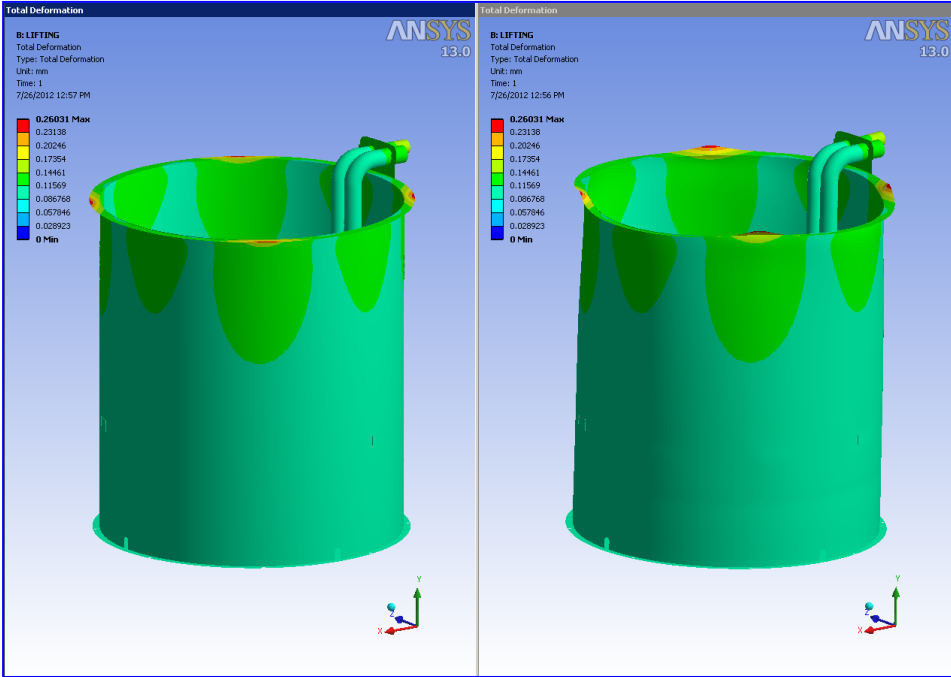 Total Deformation
B: LIFTING
Total Deformation
Type: Total Deformation
Unit: mm
Time: 1
7/26/2012 12:57 PM
ANSYS
13.0
0.26031 Max
0.23138
0.20246
0.17354
0.14461
0.11569
0.086768
0.057846
0.028923
0 Min
Y
Z
X
Total Deformation
B: LIFTING
Total Deformation
Type: Total Deformation
Unit: mm
Time: 1
7/26/2012 12:56 PM
ANSYS
13.0
0.26031 Max
0.23138
0.20246
0.17354
0.14461
0.11569
0.086768
0.057846
0.028923
0 Min
Y
Z
X